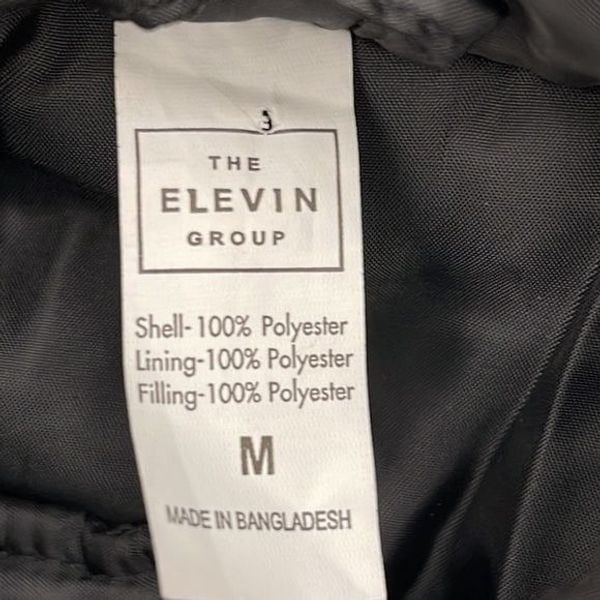 THE
ELEVIN
GROUP
Shell-100% Polyester
Lining-100% Polyester
Filling-100% Polyester
M
MADE IN BANGLADESH